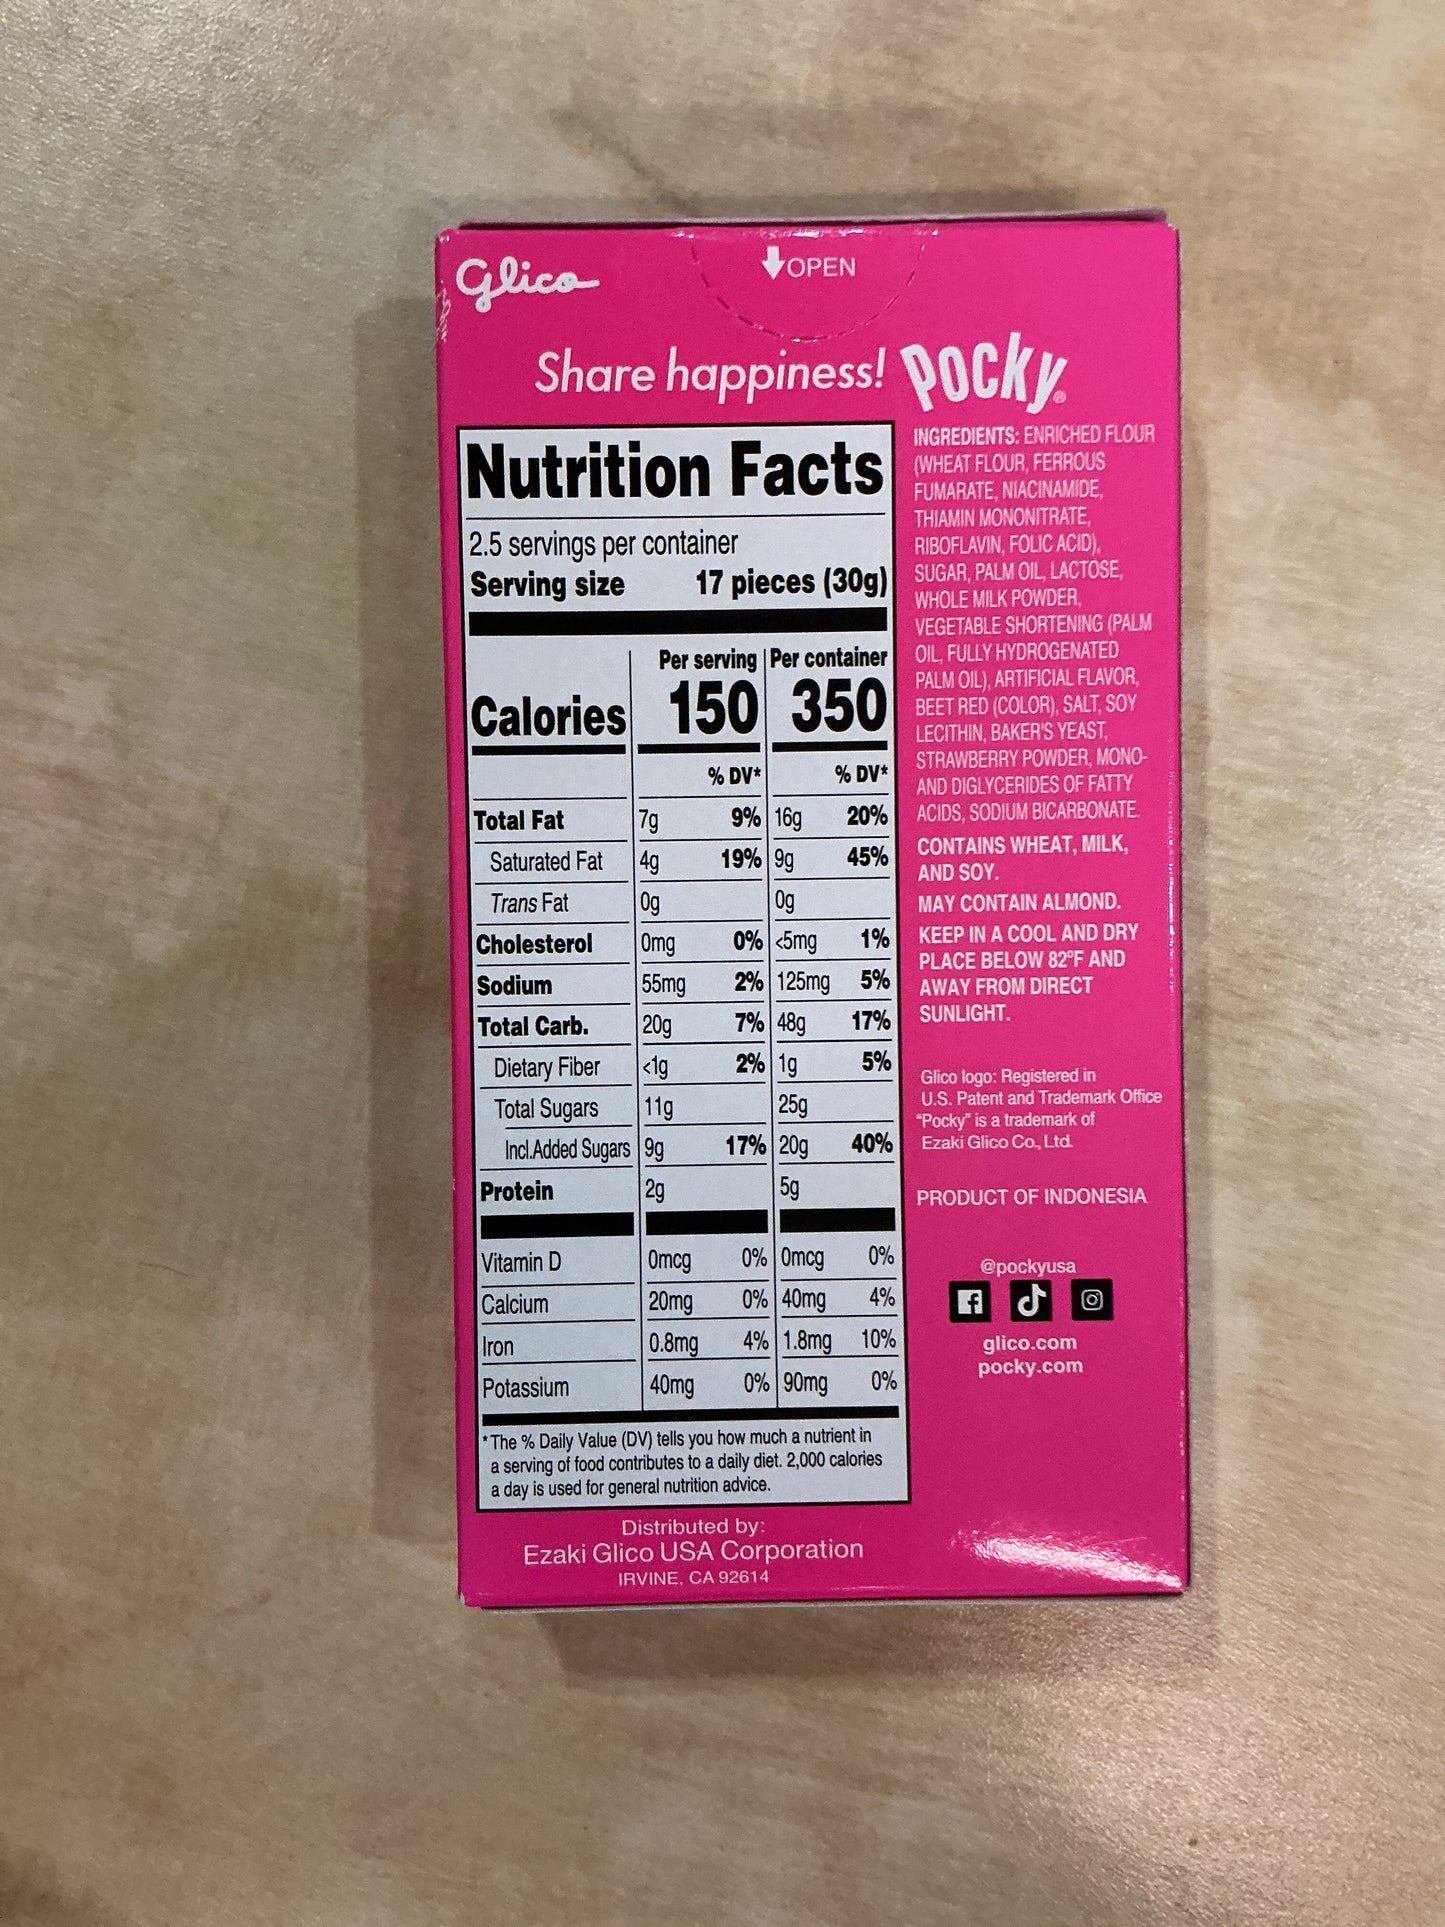 Glico
OPEN
Share happiness! Pocky®
Nutrition Facts
2.5 servings per container
Serving size 17 pieces (30g)
Per serving Per container
Calories 150 350
% DV* % DV*
Total Fat 7g 9% 16g 20%
Saturated Fat 4g 19% 9g 45%
Trans Fat 0g 0g
Cholesterol 0mg 0% <5mg 1%
Sodium 55mg 2% 125mg 5%
Total Carb. 20g 7% 48g 17%
Dietary Fiber <1g 2% 1g 5%
Total Sugars 11g 25g
Incl.Added Sugars 9g 17% 20g 40%
Protein 2g 5g
Vitamin D 0mcg 0% 0mcg 0%
Calcium 20mg 0% 40mg 4%
Iron 0.8mg 4% 1.8mg 10%
Potassium 40mg 0% 90mg 0%
*The % Daily Value (DV) tells you how much a nutrient in
a serving of food contributes to a daily diet. 2,000 calories
a day is used for general nutrition advice.
Distributed by:
Ezaki Glico USA Corporation
IRVINE, CA 92614
INGREDIENTS: ENRICHED FLOUR
(WHEAT FLOUR, FERROUS
FUMARATE, NIACINAMIDE,
THIAMIN MONONITRATE,
RIBOFLAVIN, FOLIC ACID),
SUGAR, PALM OIL, LACTOSE,
WHOLE MILK POWDER,
VEGETABLE SHORTENING (PALM
OIL, FULLY HYDROGENATED
PALM OIL), ARTIFICIAL FLAVOR,
BEET RED (COLOR), SALT, SOY
LECITHIN, BAKER'S YEAST,
STRAWBERRY POWDER, MONO-
AND DIGLYCERIDES OF FATTY
ACIDS, SODIUM BICARBONATE.
CONTAINS WHEAT, MILK,
AND SOY.
MAY CONTAIN ALMOND.
KEEP IN A COOL AND DRY
PLACE BELOW 82°F AND
AWAY FROM DIRECT
SUNLIGHT.
Glico logo: Registered in
U.S. Patent and Trademark Office
"Pocky" is a trademark of
Ezaki Glico Co., Ltd.
PRODUCT OF INDONESIA
@pockyusa
glico.com
pocky.com